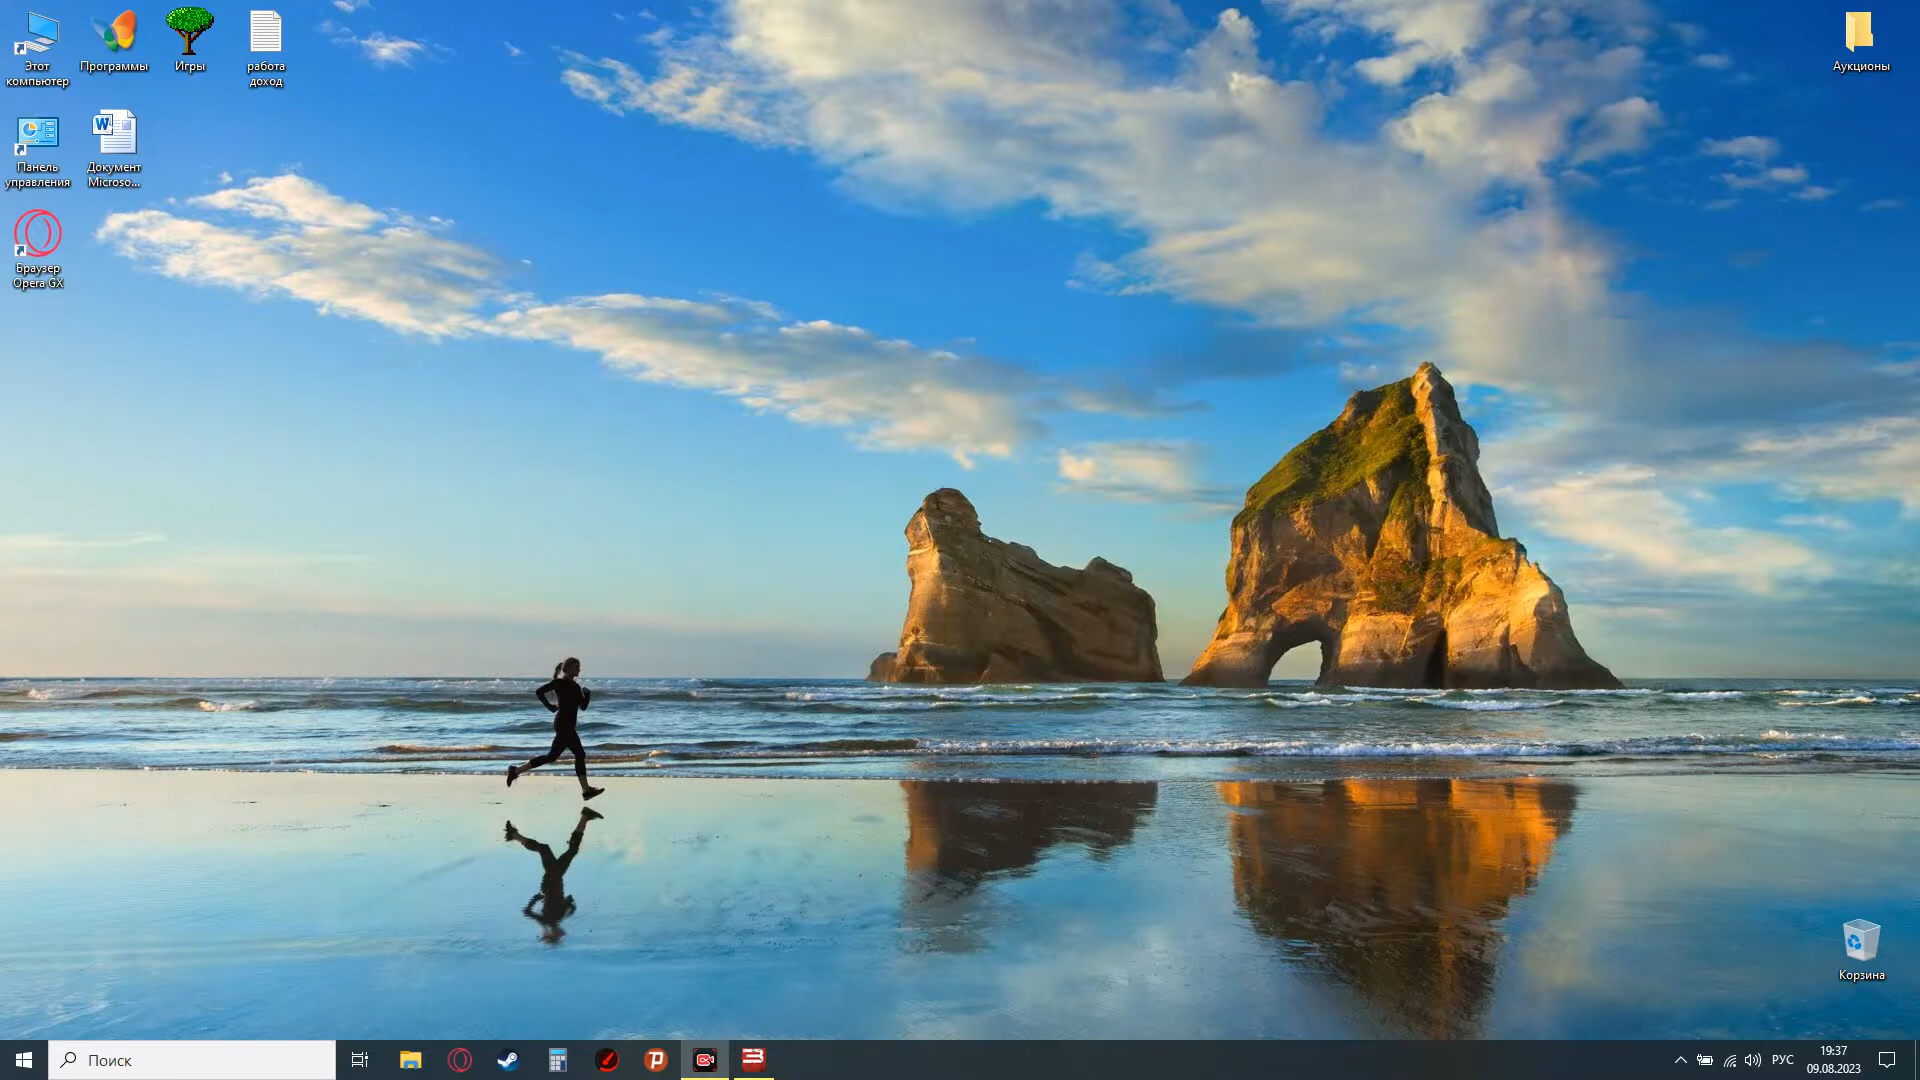 Этот
компьютер
Программы
Игры
работа
доход
Аукционы
Панель
управления
Документ
Microso...
Браузер
Opera GX
Корзина
Поиск
РУС
19:37
09.08.2023